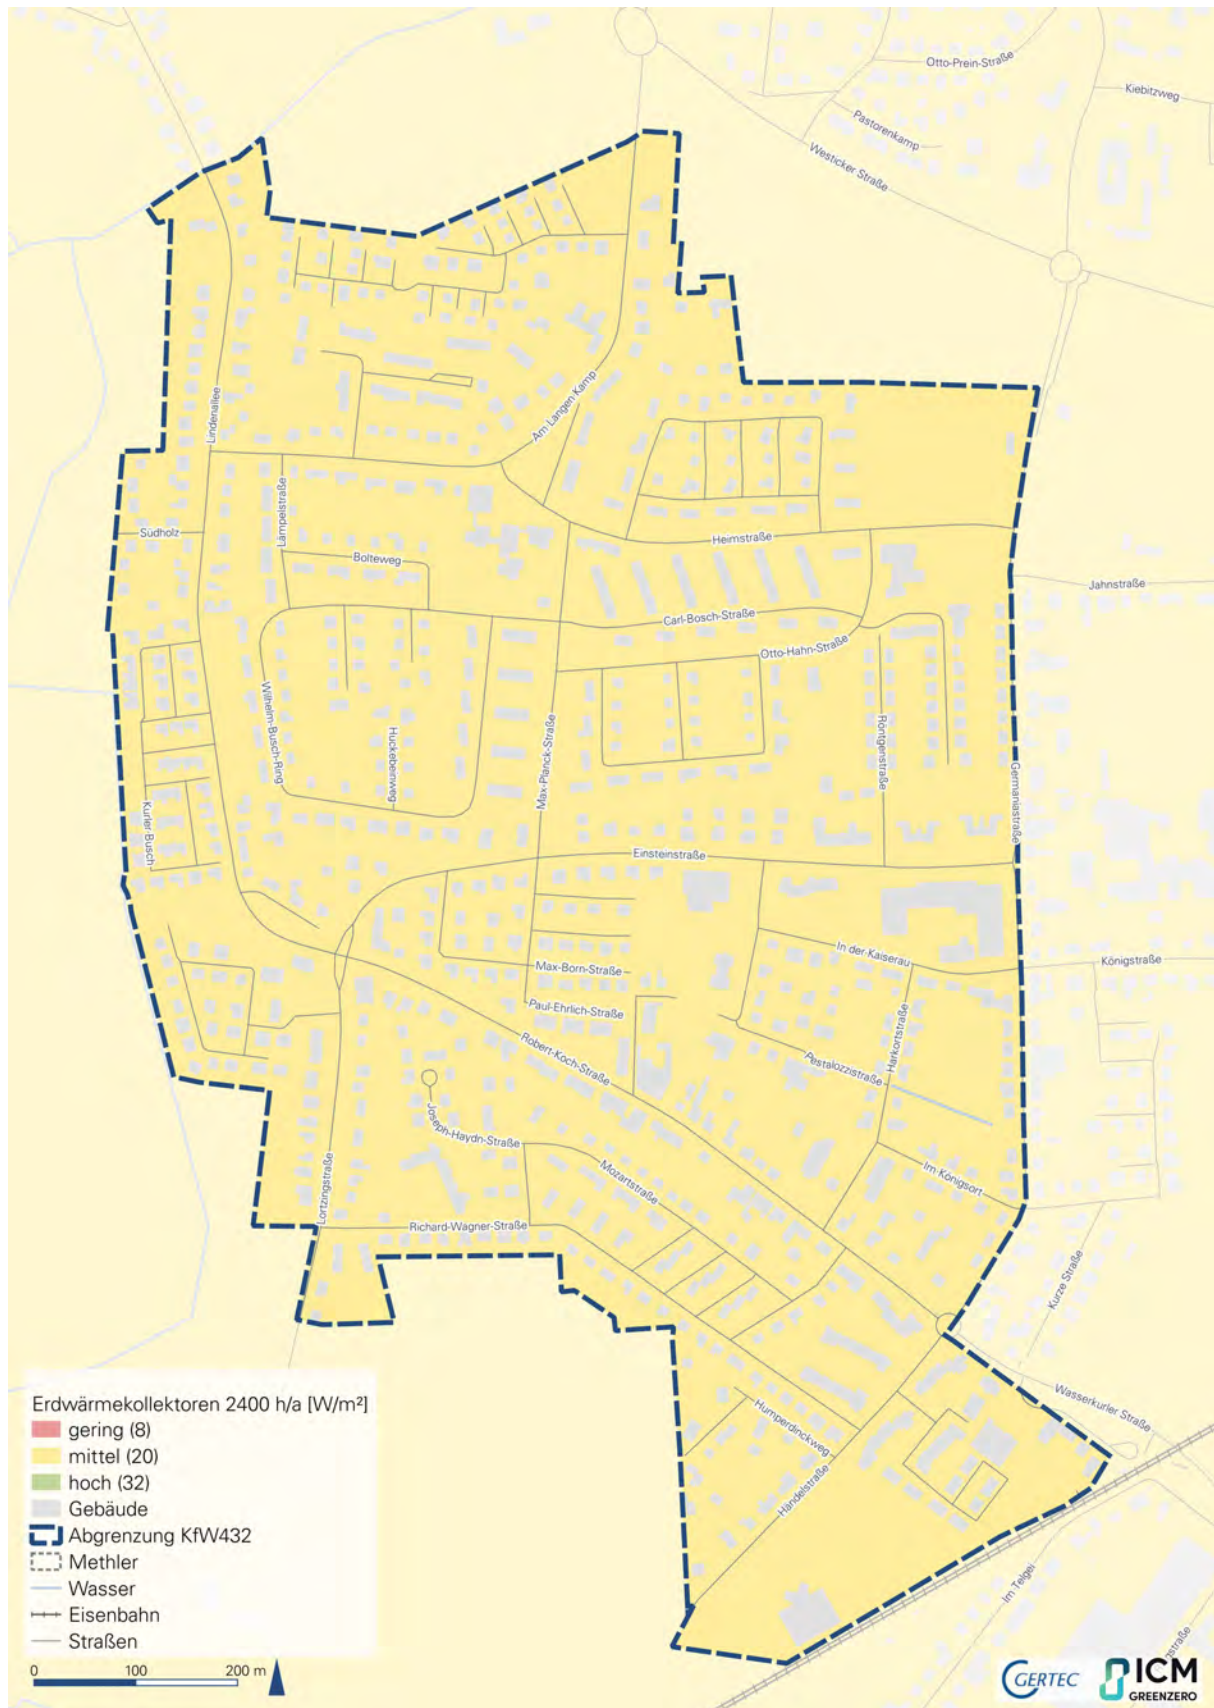 Otto-Prein-Straße
Kiebitzweg
Pastorenkamp
Westicker Straße
Lindenallee
Am-Langen-Kamp
Lämpelstraße
Südholz
Bolteweg
Heimstraße
Jahnstraße
Carl-Bosch-Straße
Otto-Hahn-Straße
Wilhelm-Busch-Ring
Huckebeinweg
Max-Planck-Straße
Röntgenstraße
Germaniastraße
Kurler-Busch
Einsteinstraße
In-der-Kaiserau
Königstraße
Max-Born-Straße
Paul-Ehrlich-Straße
Robert-Koch-Straße
Harkortstraße
Pestalozzistraße
Joseph-Haydn-Straße
Mozartstraße
Im-Königsort
Lortzingstraße
Richard-Wagner-Straße
Kurze Straße
Wasserkurler Straße
Humperdinckweg
Händelstraße
Im Telgei
gstraße
Erdwärmekollektoren 2400 h/a [W/m²]
gering (8)
mittel (20)
hoch (32)
Gebäude
Abgrenzung KfW432
Methler
Wasser
Eisenbahn
Straßen
0 100 200 m
GERTEC
ICM
GREENZERO